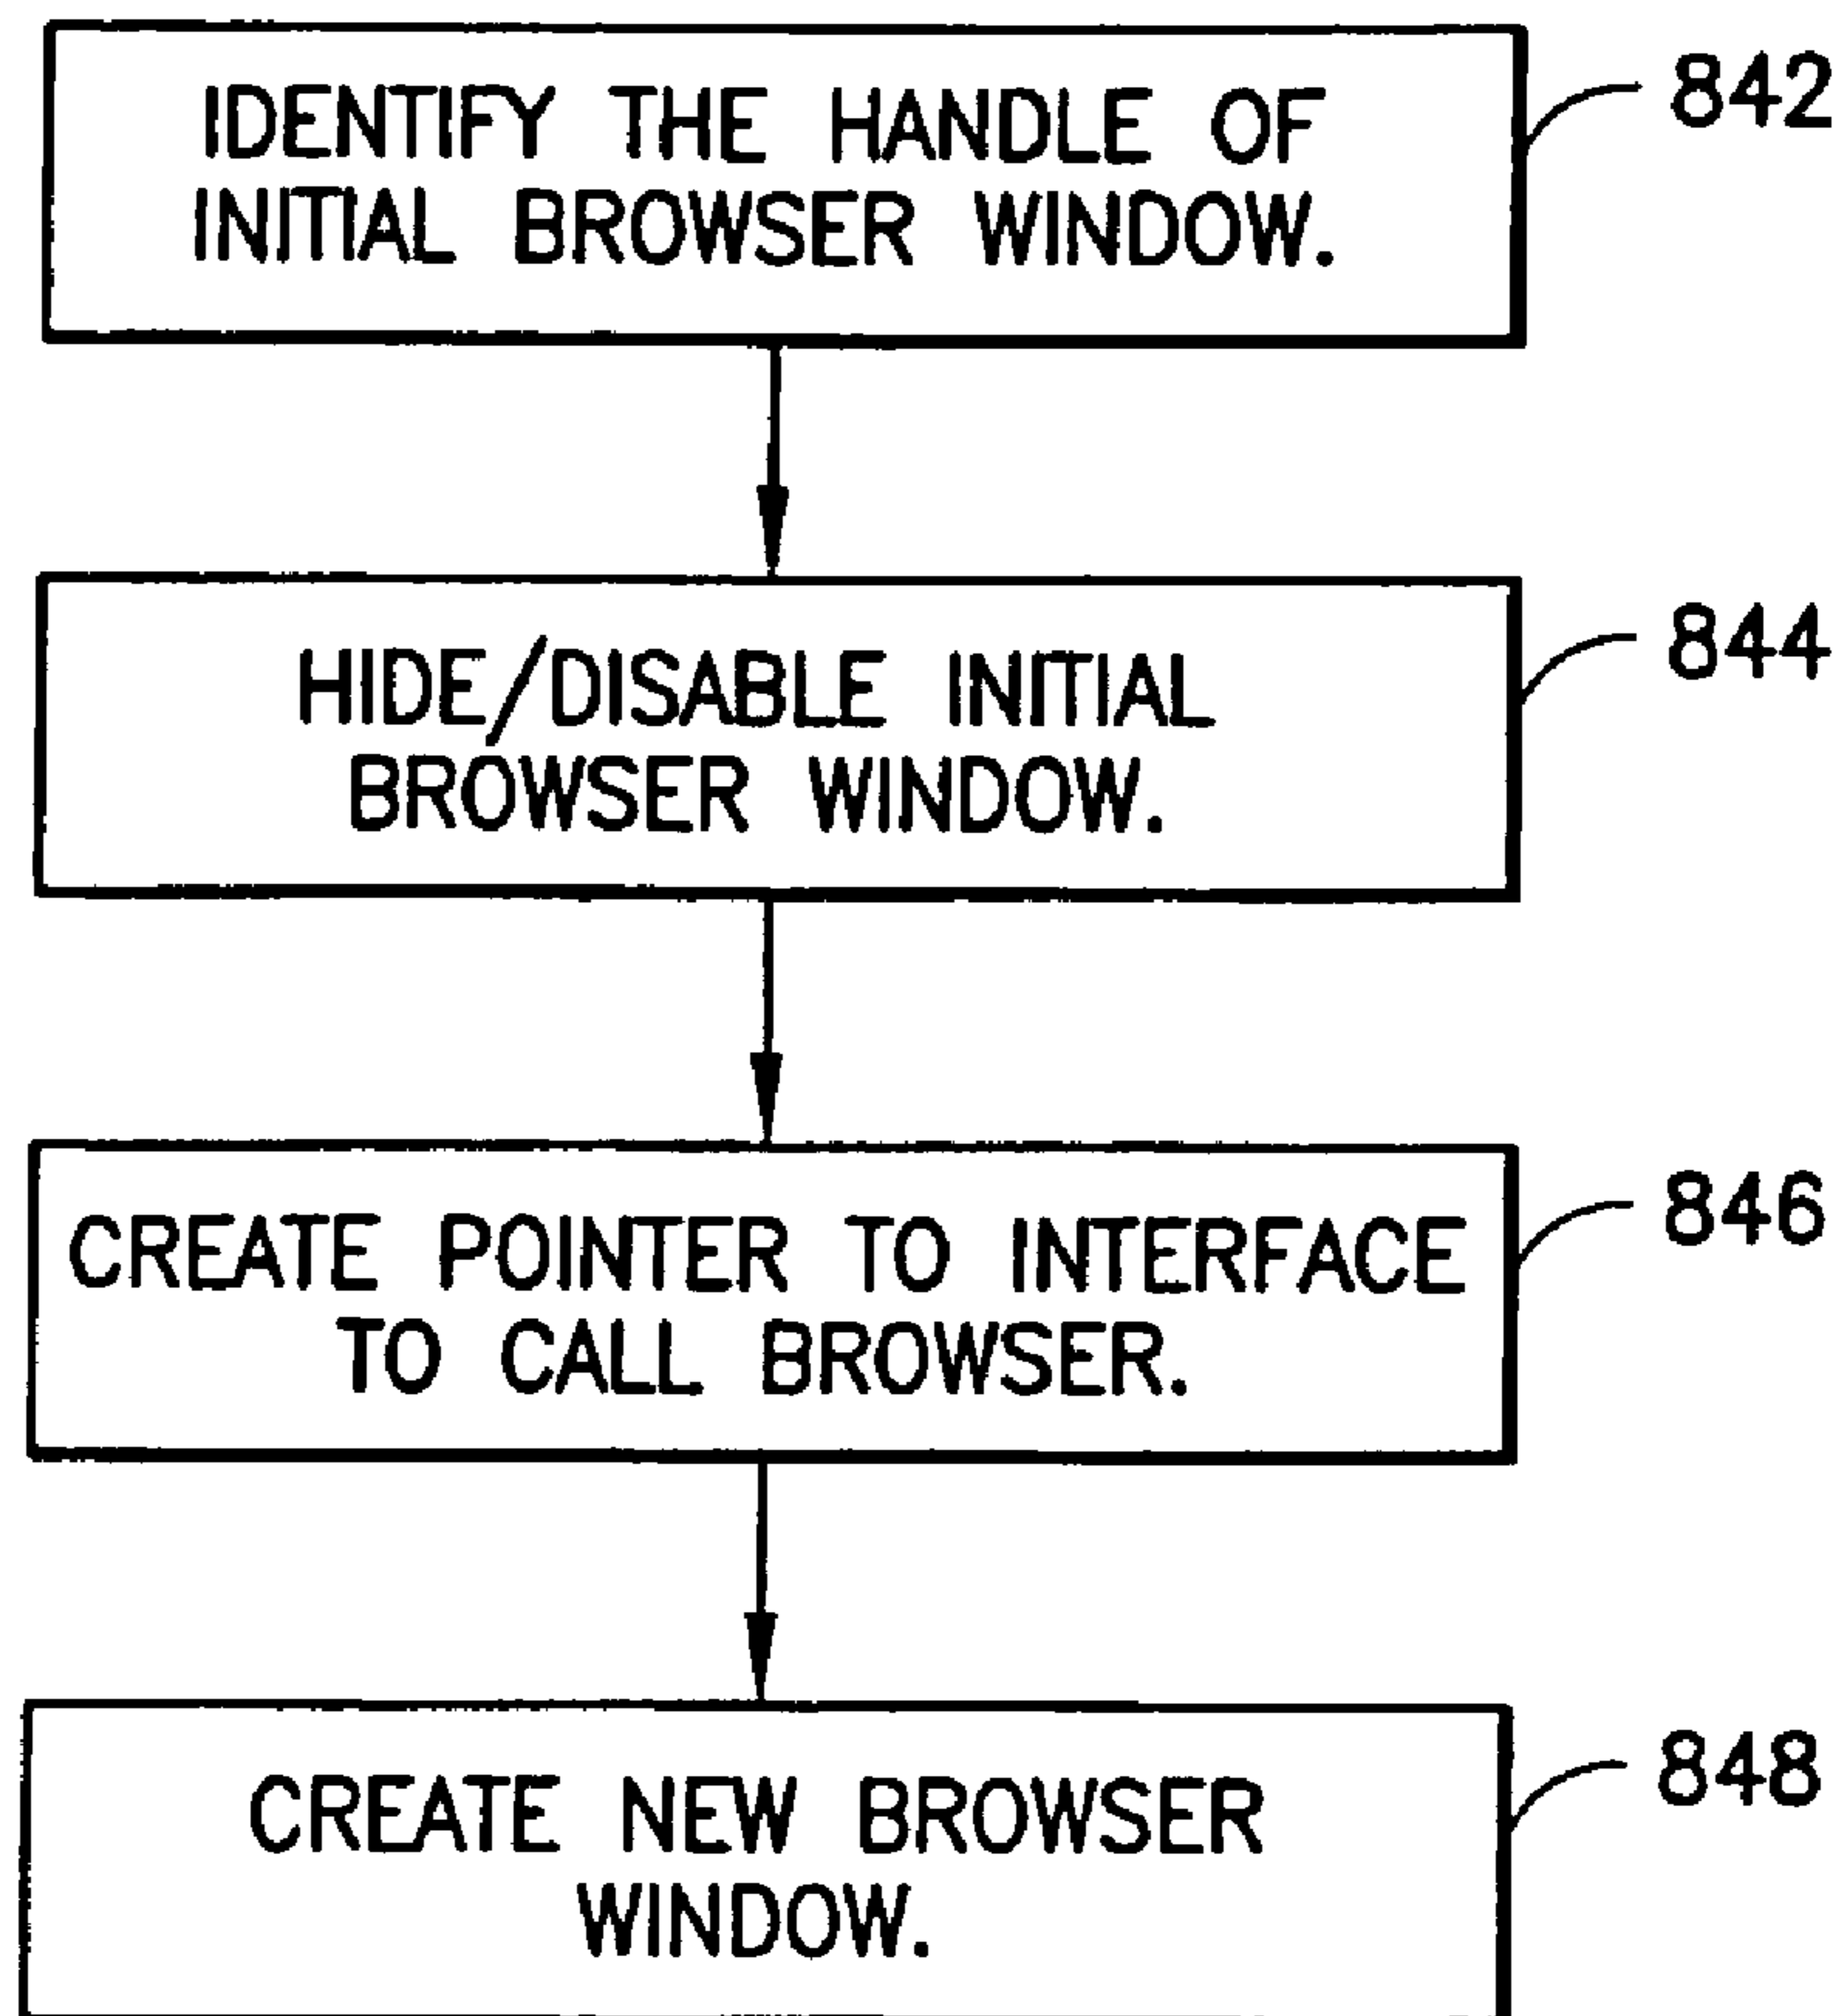 IDENTIFY THE HANDLE OF
INITIAL BROWSER WINDOW.
842
HIDE/DISABLE INITIAL
BROWSER WINDOW.
844
CREATE POINTER TO INTERFACE
TO CALL BROWSER.
846
CREATE NEW BROWSER
WINDOW.
848